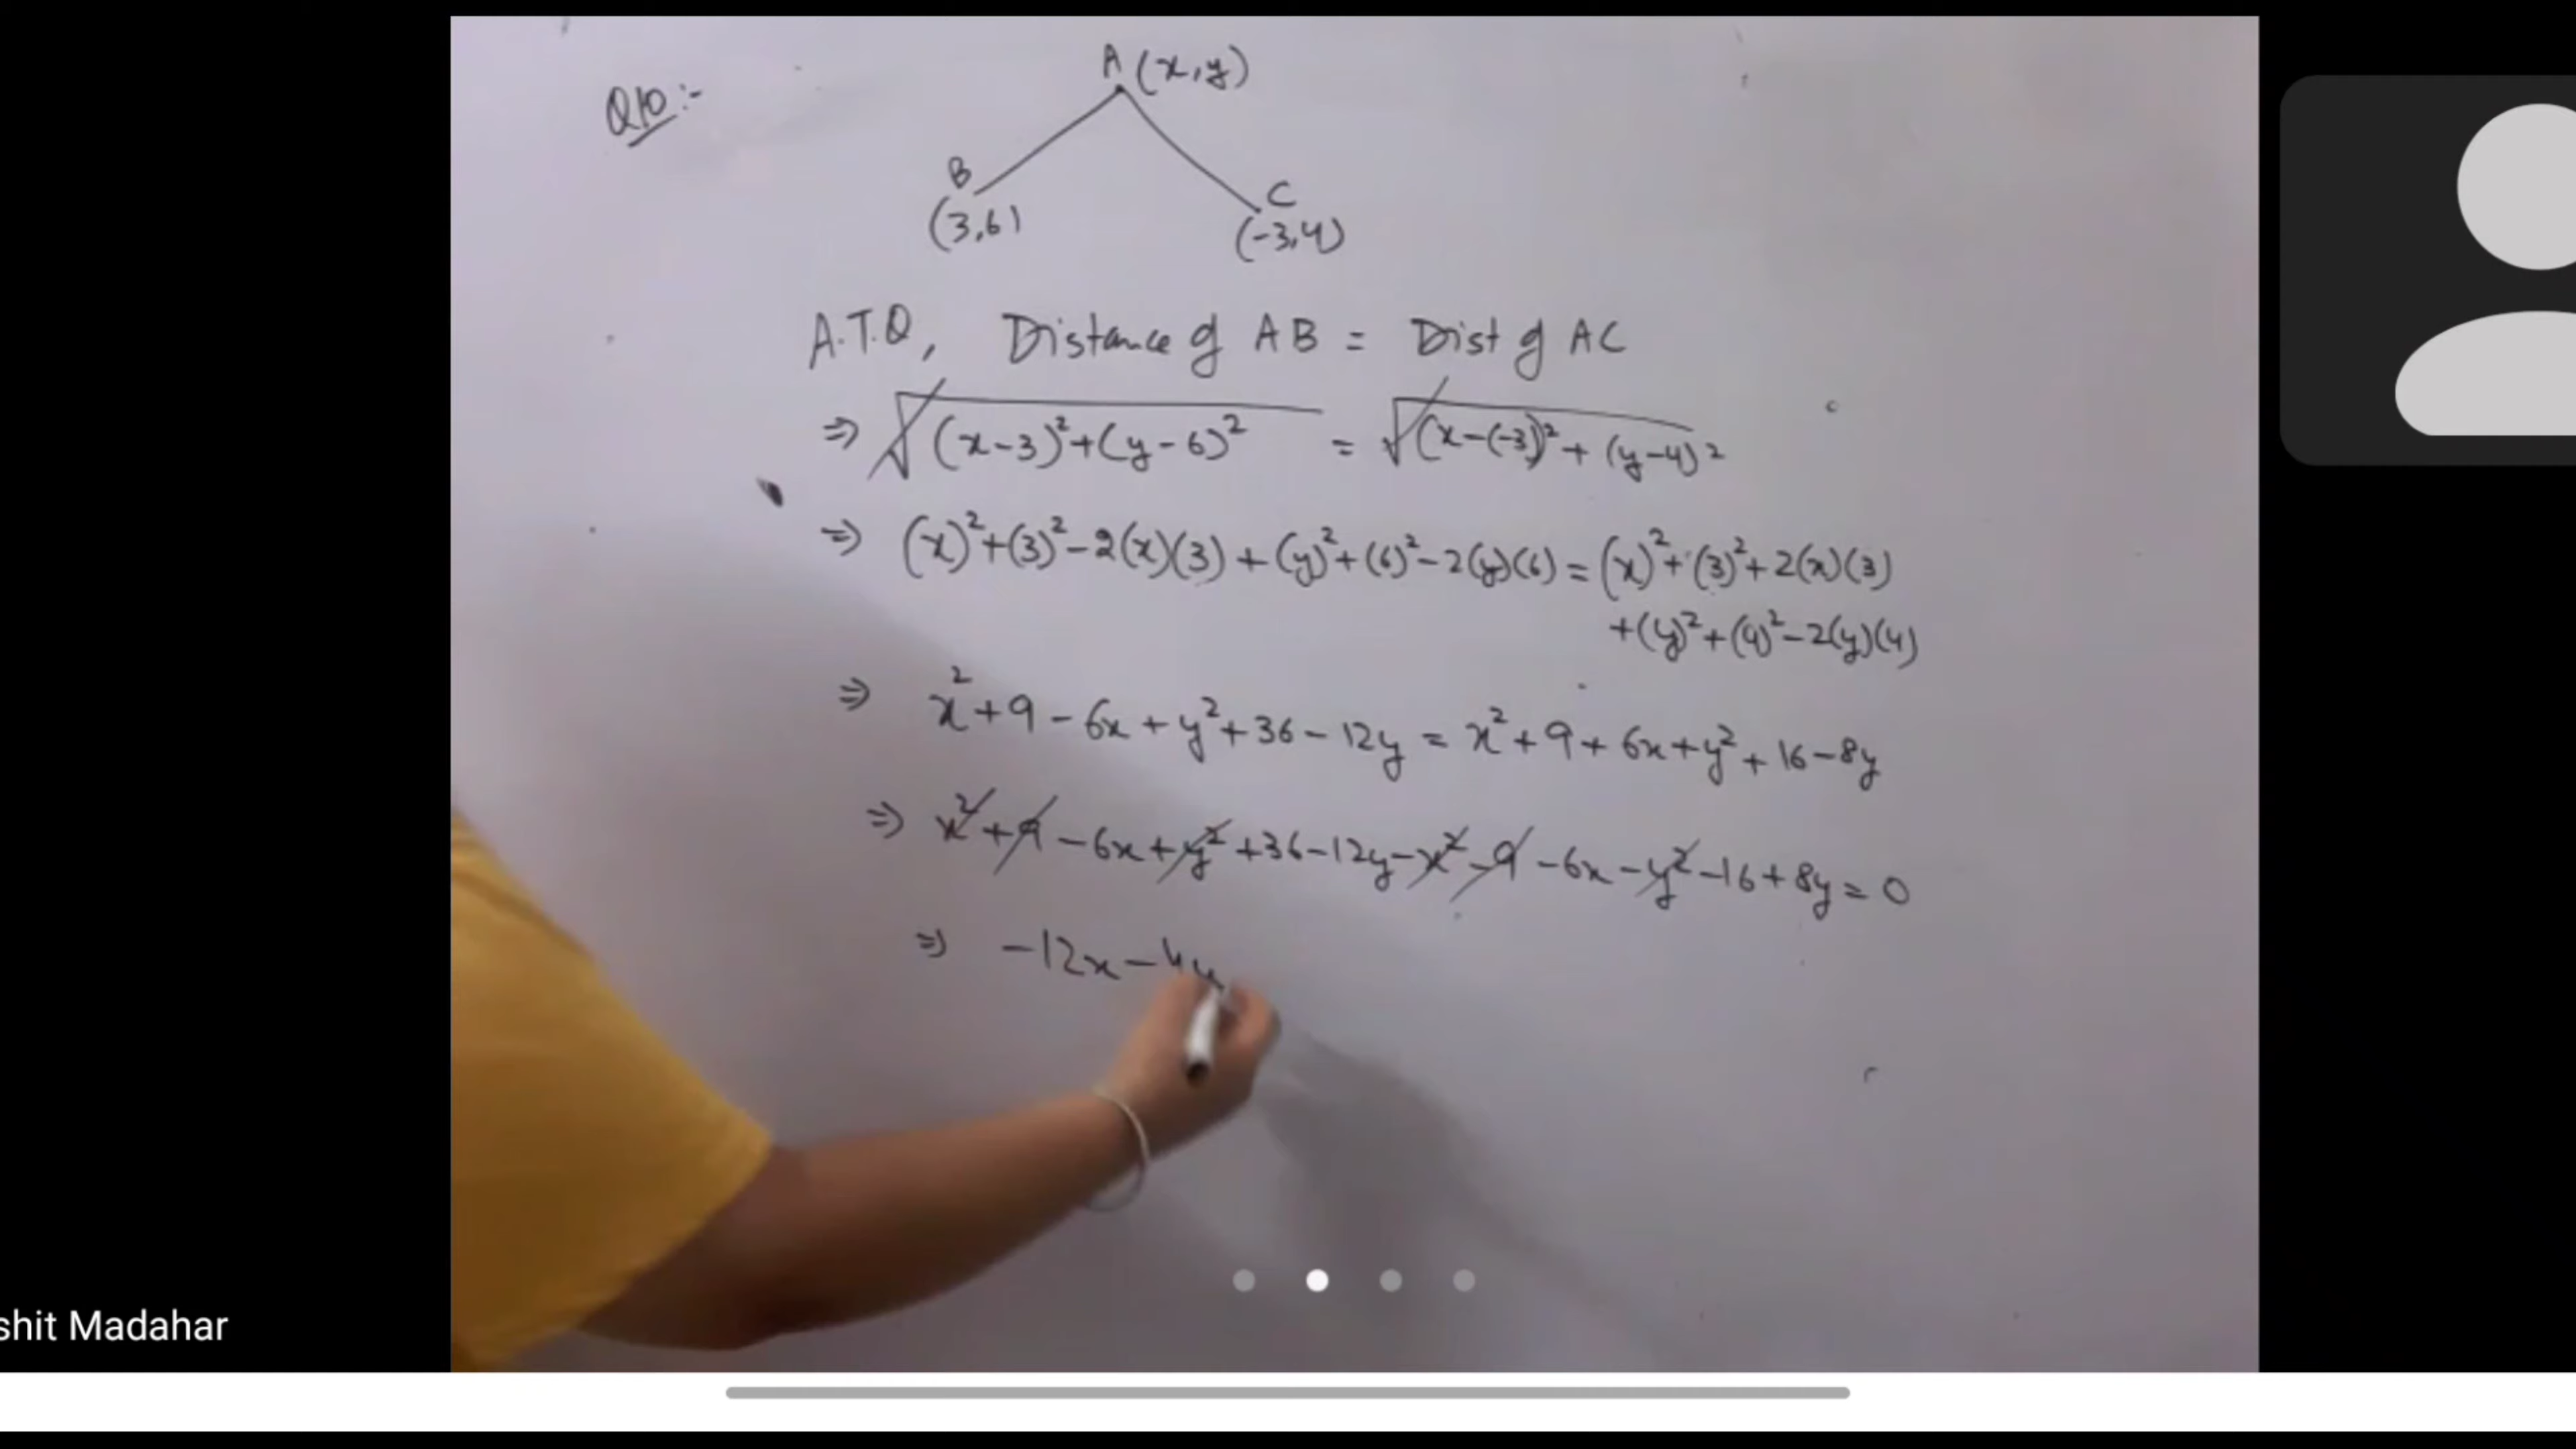 Q10:-
A (x,y)
B
C
(3,6)
(-3,4)
A.T.Q, Distance of AB = Dist of AC
⇒ √(x-3)²+(y-6)² = √(x-(-3))²+(y-4)²
⇒ (x)²+(3)²-2(x)(3)+(y)²+(6)²-2(y)(6)=(x)²+(3)²+2(x)(3)
+(y)²+(4)²-2(y)(4)
⇒ x²+9-6x+y²+36-12y=x²+9+6x+y²+16-8y
⇒ x²+9-6x+y²+36-12y-x²-9-6x-y²-16+8y=0
⇒ -12x-4y
shit Madahar